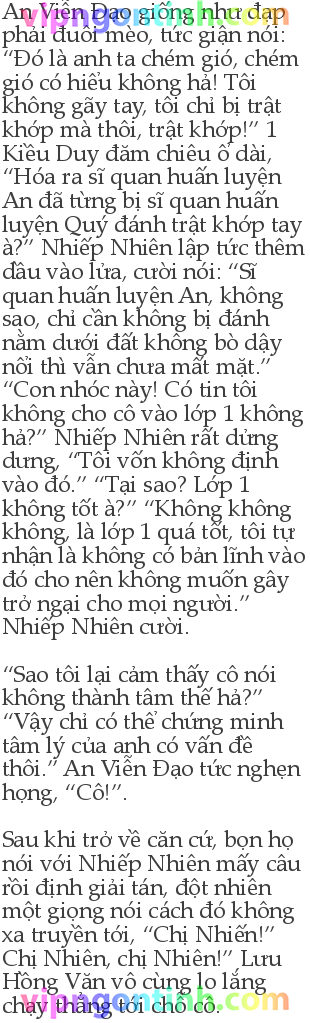 An Viễn Đạo giống như đạp
phải đuôi mèo, tức giận nói:
“Đó là anh ta chém gió, chém
gió có hiểu không hả! Tôi
không gãy tay, tôi chỉ bị trật
khớp mà thôi, trật khớp!” 1
Kiều Duy đăm chiêu ồ dài,
“Hóa ra sĩ quan huấn luyện
An đã từng bị sĩ quan huấn
luyện Quý đánh trật khớp tay
à?” Nhiếp Nhiên lập tức thêm
dầu vào lửa, cười nói: “Sĩ
quan huấn luyện An, không
sao, chỉ cần không bị đánh
nằm dưới đất không bò dậy
nổi thì vẫn chưa mất mặt.”
“Con nhóc này! Có tin tôi
không cho cô vào lớp 1 không
hả?” Nhiếp Nhiên rất dửng
dưng, “Tôi vốn không định
vào đó.” “Tại sao? Lớp 1
không tốt à?” “Không không
không, là lớp 1 quá tốt, tôi tự
nhận là không có bản lĩnh vào
đó cho nên không muốn gây
trở ngại cho mọi người.”
Nhiếp Nhiên cười.
“Sao tôi lại cảm thấy cô nói
không thành tâm thế hả?”
“Vậy chỉ có thể chứng minh
tâm lý của anh có vấn đề
thôi.” An Viễn Đạo tức nghẹn
họng, “Cô!”.
Sau khi trở về căn cứ, bọn họ
nói với Nhiếp Nhiên mấy câu
rồi định giải tán, đột nhiên
một giọng nói cách đó không
xa truyền tới, “Chị Nhiến!”
Chị Nhiên, chị Nhiên!” Lưu
Hồng Văn vô cùng lo lắng
chạy thẳng tới chỗ cô.
vipngontinh.com
vipngontinh.com